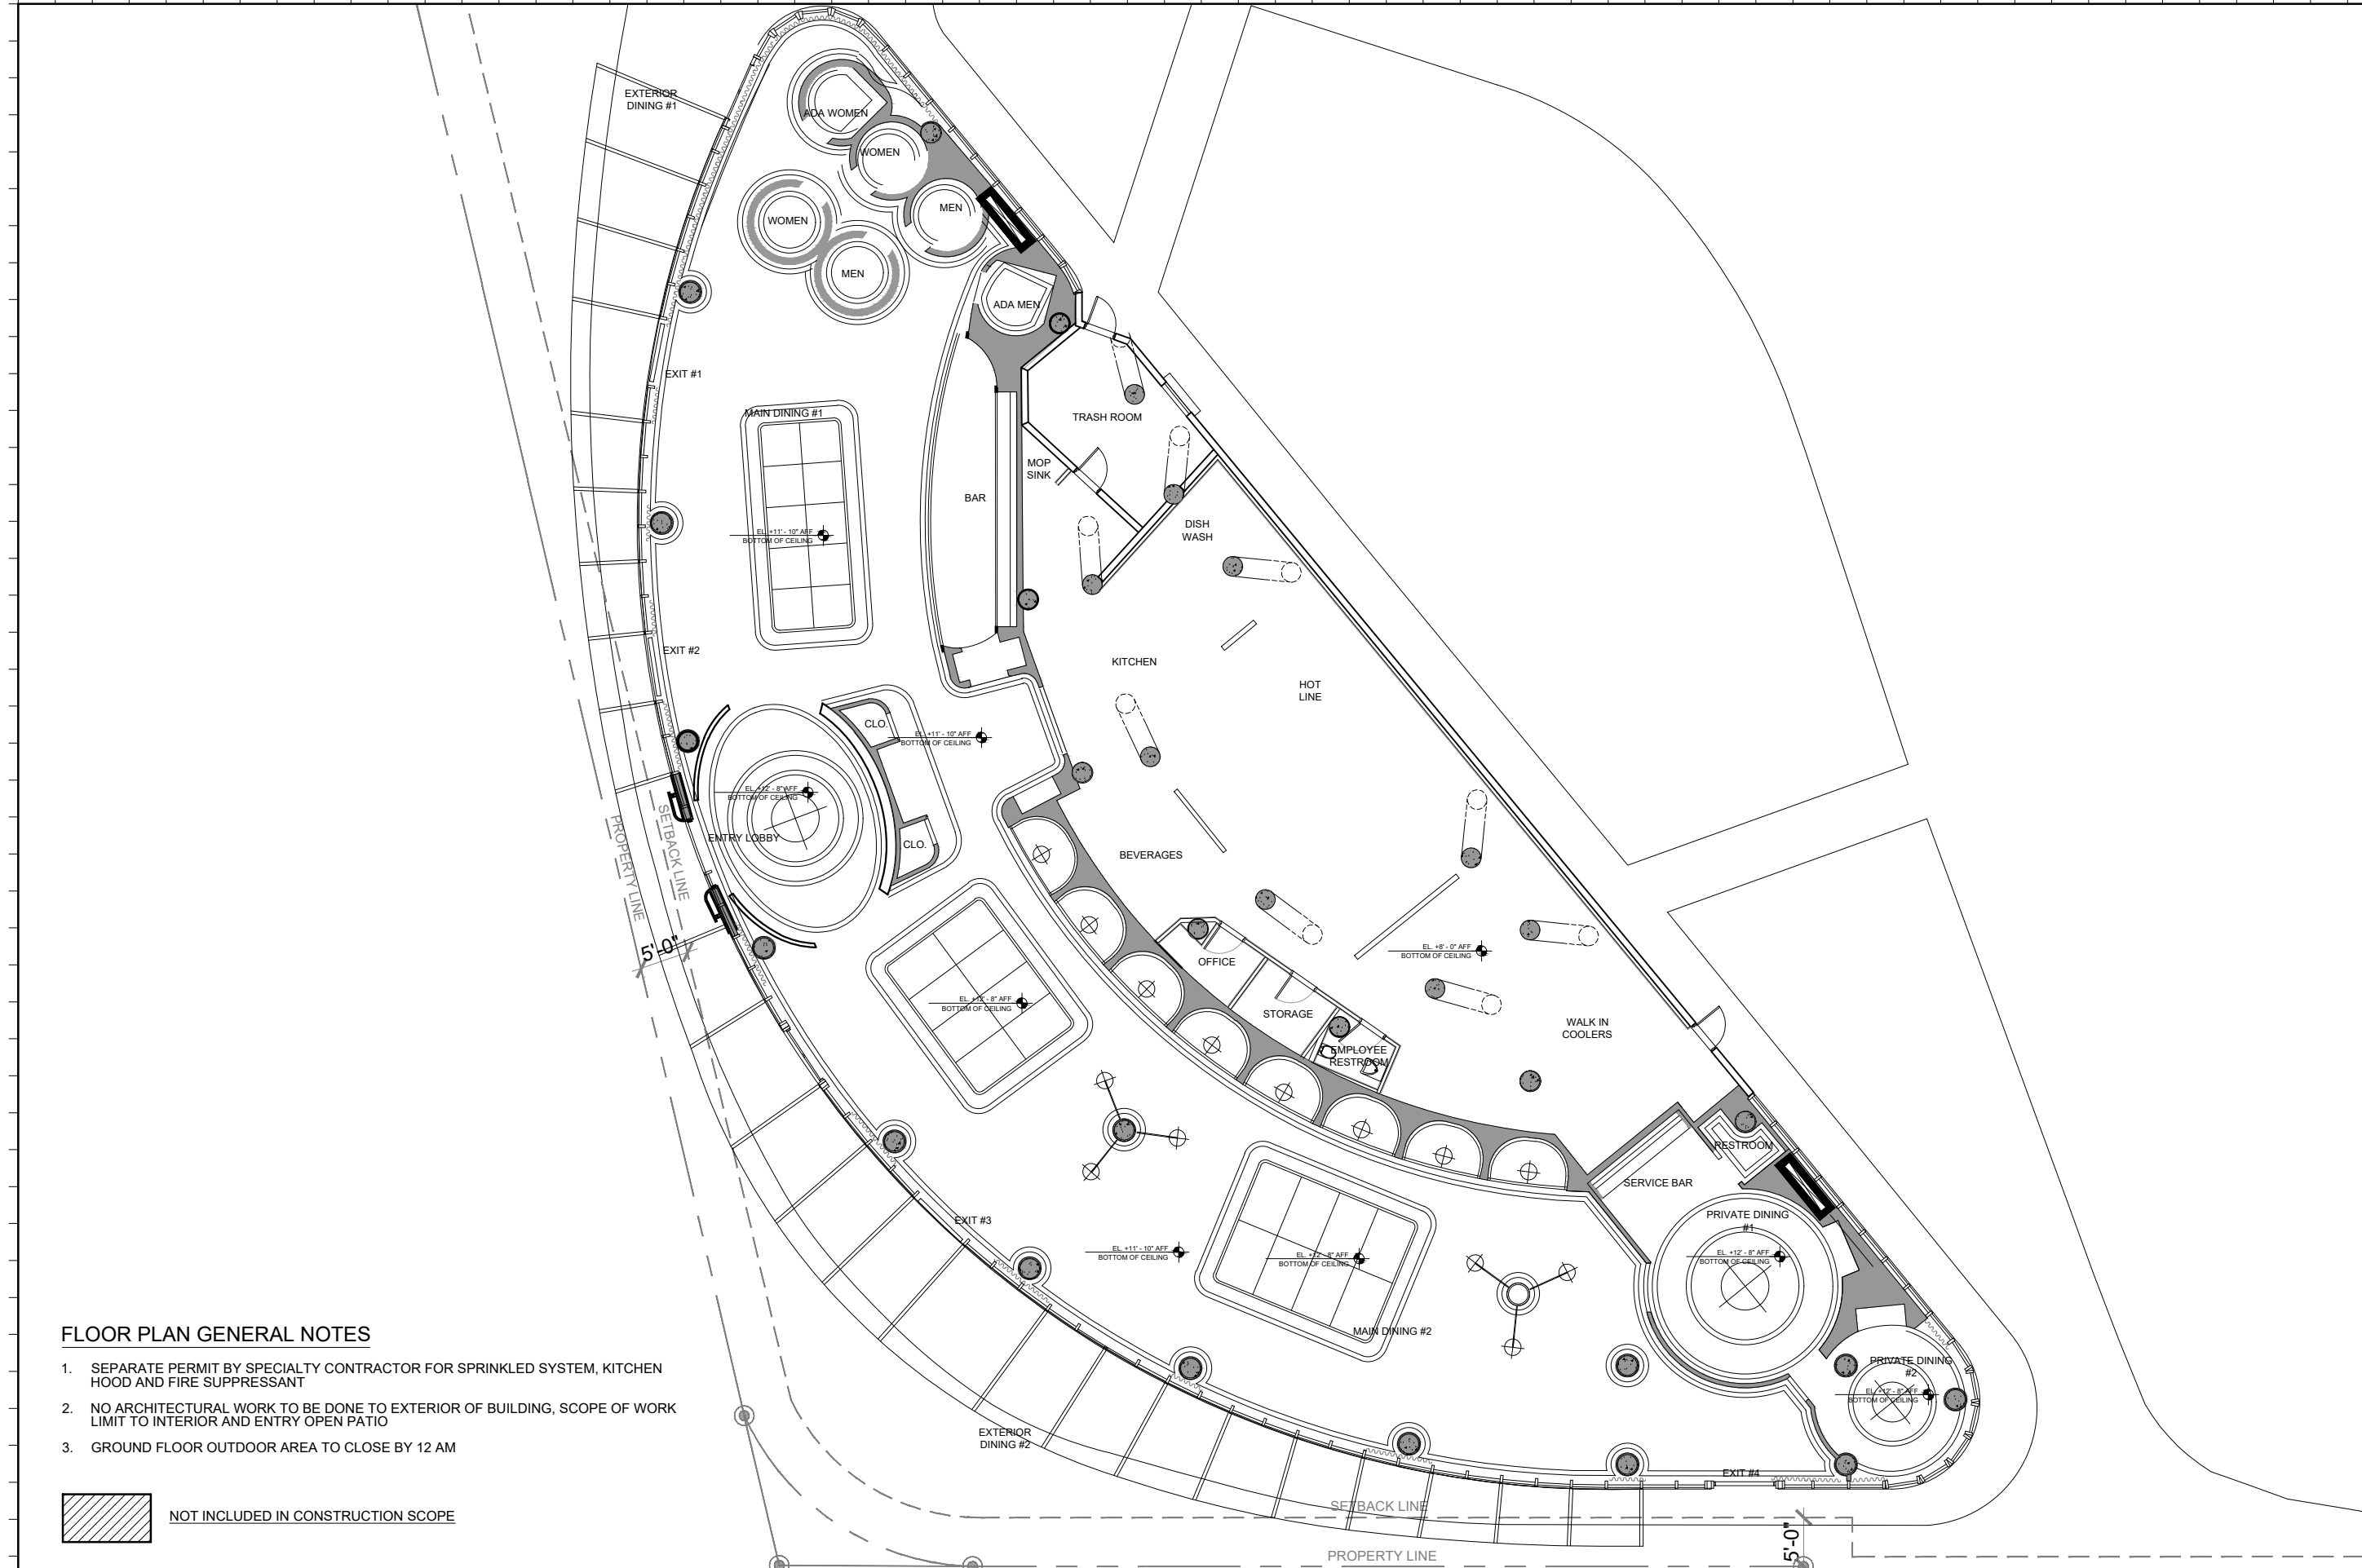 EXTERIOR
DINING #1
ADA WOMEN
WOMEN
MEN
WOMEN
MEN
ADA MEN
EXIT #1
MAIN DINING #1
TRASH ROOM
MOP
SINK
BAR
EL. +11' - 10" AFF
BOTTOM OF CEILING
DISH
WASH
EXIT #2
KITCHEN
HOT
LINE
CLO.
EL. +11' - 10" AFF
BOTTOM OF CEILING
EL. +12' - 8" AFF
BOTTOM OF CEILING
ENTRY LOBBY
CLO.
SETBACK LINE
PROPERTY LINE
5'-0"
BEVERAGES
EL. +8' - 0" AFF
BOTTOM OF CEILING
OFFICE
EL. +12' - 8" AFF
BOTTOM OF CEILING
STORAGE
WALK IN
COOLERS
EMPLOYEE
RESTROOM
RESTROOM
SERVICE BAR
PRIVATE DINING
#1
EXIT #3
EL. +11' - 10" AFF
BOTTOM OF CEILING
EL. +12' - 8" AFF
BOTTOM OF CEILING
EL. +12' - 8" AFF
BOTTOM OF CEILING
MAIN DINING #2
PRIVATE DINING
#2
EL. +12' - 8" AFF
BOTTOM OF CEILING
EXTERIOR
DINING #2
EXIT #4
SETBACK LINE
5'-0"
PROPERTY LINE
FLOOR PLAN GENERAL NOTES
1. SEPARATE PERMIT BY SPECIALTY CONTRACTOR FOR SPRINKLED SYSTEM, KITCHEN
HOOD AND FIRE SUPPRESSANT
2. NO ARCHITECTURAL WORK TO BE DONE TO EXTERIOR OF BUILDING, SCOPE OF WORK
LIMIT TO INTERIOR AND ENTRY OPEN PATIO
3. GROUND FLOOR OUTDOOR AREA TO CLOSE BY 12 AM
NOT INCLUDED IN CONSTRUCTION SCOPE